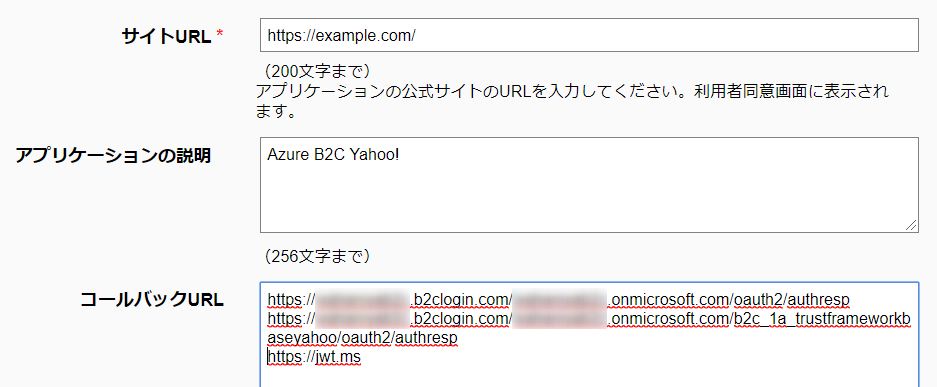 サイトURL *
https://example.com/
（200文字まで）
アプリケーションの公式サイトのURLを入力してください。利用者同意画面に表示され
ます。
アプリケーションの説明
Azure B2C Yahoo!
（256文字まで）
コールバックURL
https:// .b2clogin.com/ .onmicrosoft.com/oauth2/authresp
https:// .b2clogin.com/ .onmicrosoft.com/b2c_1a_trustframeworkb
aseyahoo/oauth2/authresp
https://jwt.ms